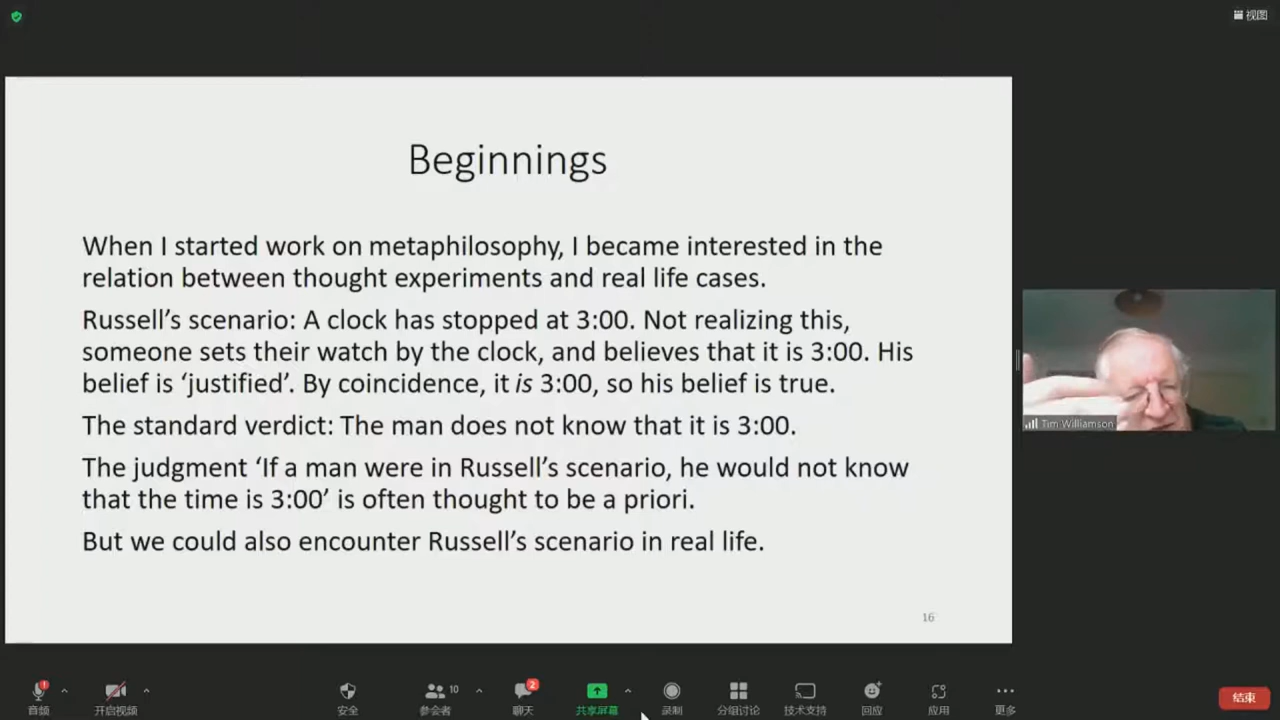 视图
Beginnings
When I started work on metaphilosophy, I became interested in the
relation between thought experiments and real life cases.
Russell’s scenario: A clock has stopped at 3:00. Not realizing this,
someone sets their watch by the clock, and believes that it is 3:00. His
belief is ‘justified’. By coincidence, it is 3:00, so his belief is true.
The standard verdict: The man does not know that it is 3:00.
The judgment ‘If a man were in Russell’s scenario, he would not know
that the time is 3:00’ is often thought to be a priori.
But we could also encounter Russell’s scenario in real life.
16
Tim Williamson
10
2
音频 开启视频 安全 参会者 聊天 共享屏幕 录制 分组讨论 技术支持 回应 应用 更多 结束